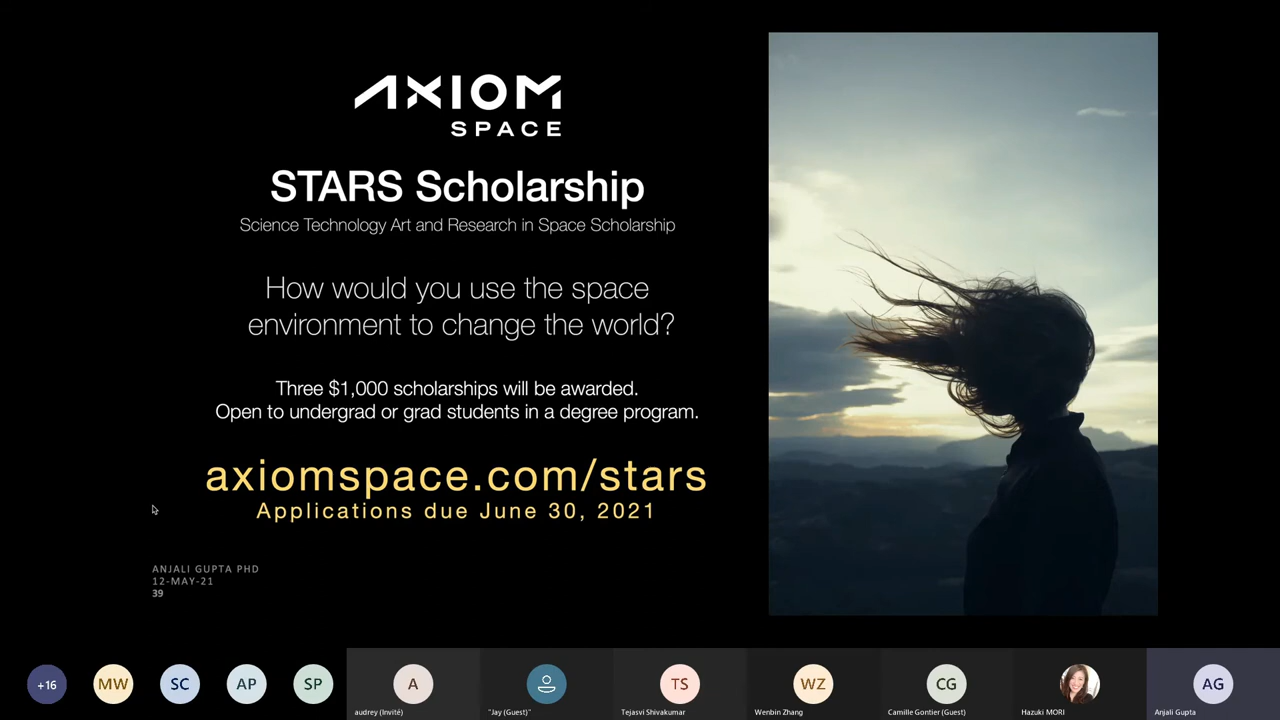 AXIOM
SPACE
STARS Scholarship
Science Technology Art and Research in Space Scholarship
How would you use the space
environment to change the world?
Three $1,000 scholarships will be awarded.
Open to undergrad or grad students in a degree program.
axiomspace.com/stars
Applications due June 30, 2021
ANJALI GUPTA PHD
12-MAY-21
39
+16
MW
SC
AP
SP
A
audrey (Invité)
"Jay (Guest)"
TS
Tejasvi Shivakumar
WZ
Wenbin Zhang
CG
Camille Gontier (Guest)
Hazuki MORI
AG
Anjali Gupta